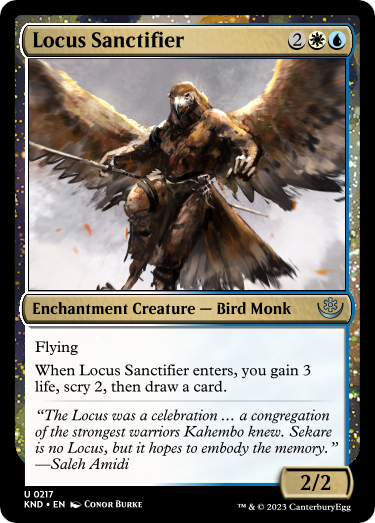 Locus Sanctifier 2
Enchantment Creature — Bird Monk
Flying
When Locus Sanctifier enters, you gain 3
life, scry 2, then draw a card.
“The Locus was a celebration … a congregation
of the strongest warriors Kahembo knew. Sekare
is no Locus, but it hopes to embody the memory.”
—Saleh Amidi
2/2
U 0217
KND • EN Conor Burke
™ & © 2023 CanterburyEgg